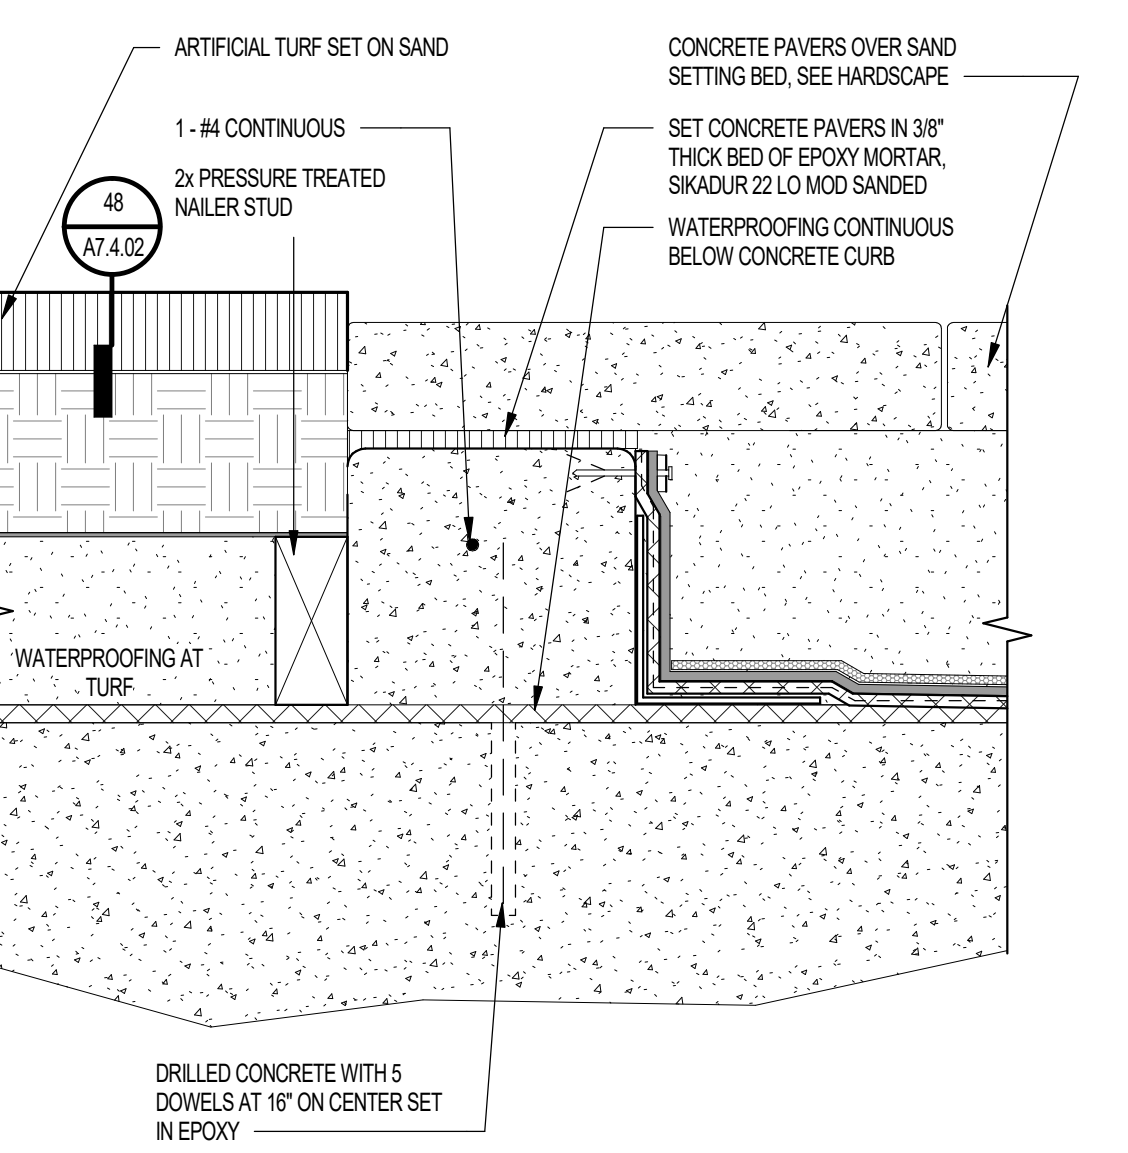 ARTIFICIAL TURF SET ON SAND
1 - #4 CONTINUOUS
2x PRESSURE TREATED
NAILER STUD
48
A7.4.02
CONCRETE PAVERS OVER SAND
SETTING BED, SEE HARDSCAPE
SET CONCRETE PAVERS IN 3/8"
THICK BED OF EPOXY MORTAR,
SIKADUR 22 LO MOD SANDED
WATERPROOFING CONTINUOUS
BELOW CONCRETE CURB
WATERPROOFING AT
TURF
DRILLED CONCRETE WITH 5
DOWELS AT 16" ON CENTER SET
IN EPOXY